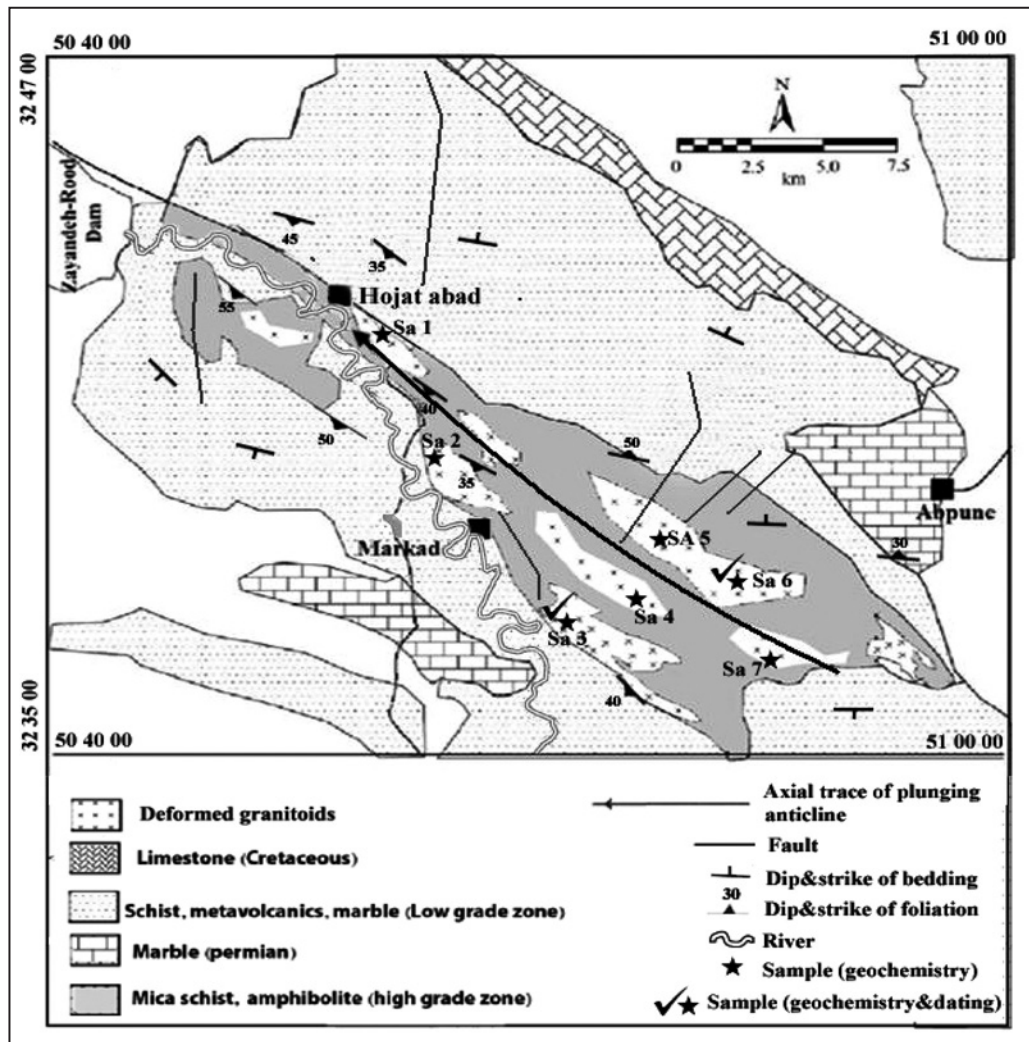 50 40 00
51 00 00
32 47 00
N
0 2.5 5.0 7.5
km
Zayandeh-Rood
Dam
45
35
55
Hojat abad
Sa 1
40
50
Sa 2
35
50
Abpune
Markad
SA 5
30
Sa 6
Sa 4
Sa 3
Sa 7
40
32 35 00
50 40 00
51 00 00
Deformed granitoids
Limestone (Cretaceous)
Schist, metavolcanics, marble (Low grade zone)
Marble (permian)
Mica schist, amphibolite (high grade zone)
Axial trace of plunging
anticline
Fault
Dip&strike of bedding
30
Dip&strike of foliation
River
Sample (geochemistry)
Sample (geochemistry&dating)